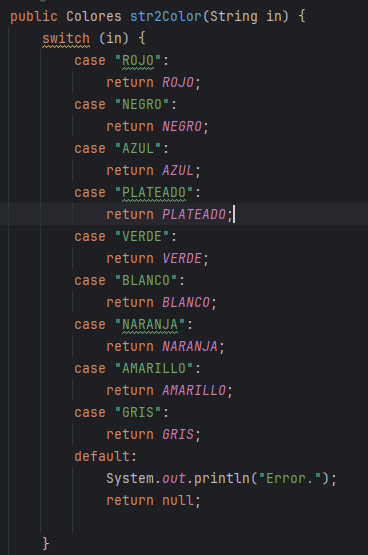 public Colores str2Color(String in) {
    switch (in) {
        case "ROJO":
            return ROJO;
        case "NEGRO":
            return NEGRO;
        case "AZUL":
            return AZUL;
        case "PLATEADO":
            return PLATEADO;
        case "VERDE":
            return VERDE;
        case "BLANCO":
            return BLANCO;
        case "NARANJA":
            return NARANJA;
        case "AMARILLO":
            return AMARILLO;
        case "GRIS":
            return GRIS;
        default:
            System.out.println("Error.");
            return null;
    }